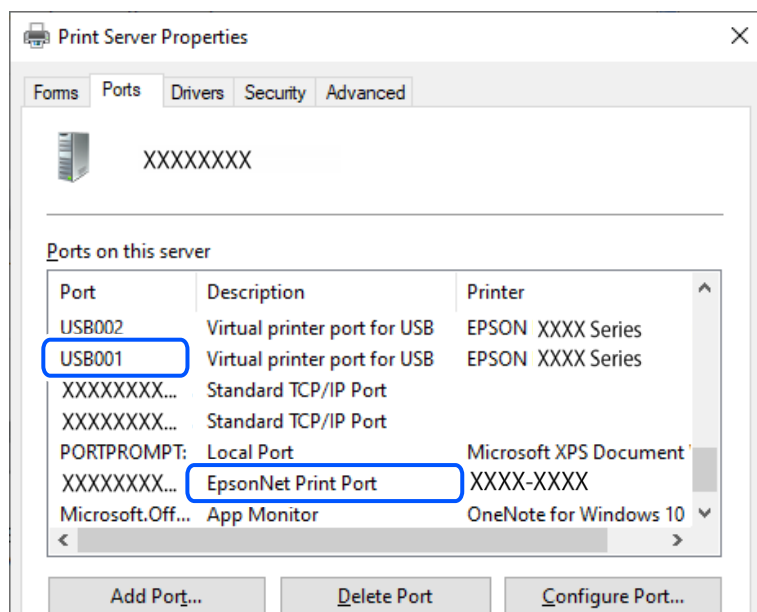 Print Server Properties
Forms Ports Drivers Security Advanced
XXXXXXXX
Ports on this server
Port Description Printer
USB002 Virtual printer port for USB EPSON XXXX Series
USB001 Virtual printer port for USB EPSON XXXX Series
XXXXXXXX... Standard TCP/IP Port
XXXXXXXX... Standard TCP/IP Port
PORTPROMPT: Local Port Microsoft XPS Document
XXXXXXXX... EpsonNet Print Port XXXX-XXXX
Microsoft.Off... App Monitor OneNote for Windows 10
Add Port... Delete Port Configure Port...